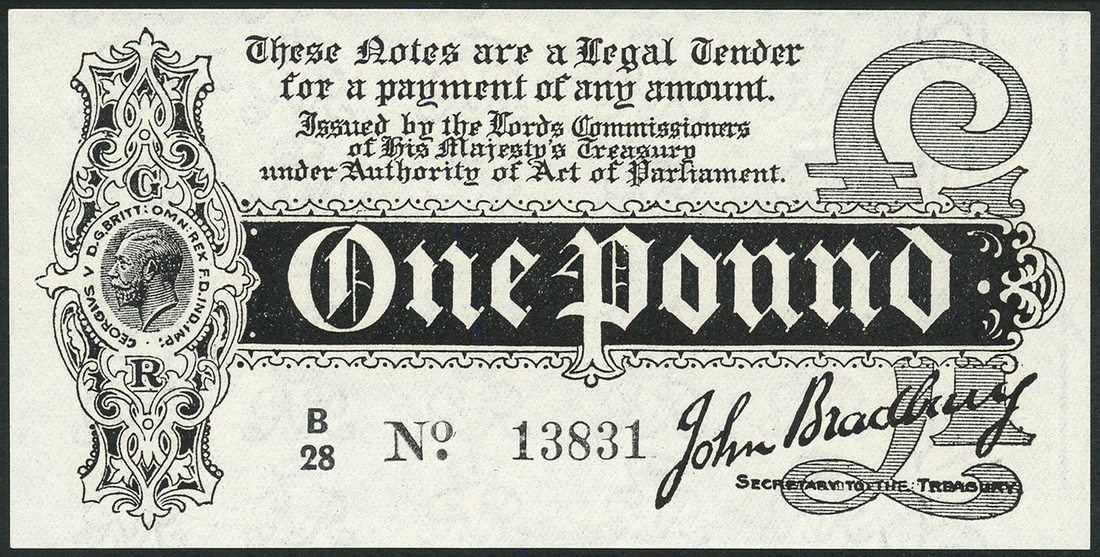 These Notes are a Legal Tender
for a payment of any amount.
Issued by the Lords Commissioners
of His Majesty's Treasury
under Authority of Act of Parliament.
£1
G
GEORGIVS V D.G.BRITT: OMN: REX F.D.IND: IMP:
R
One Pound
B
28
No. 13831
John Bradbury
SECRETARY TO THE TREASURY.